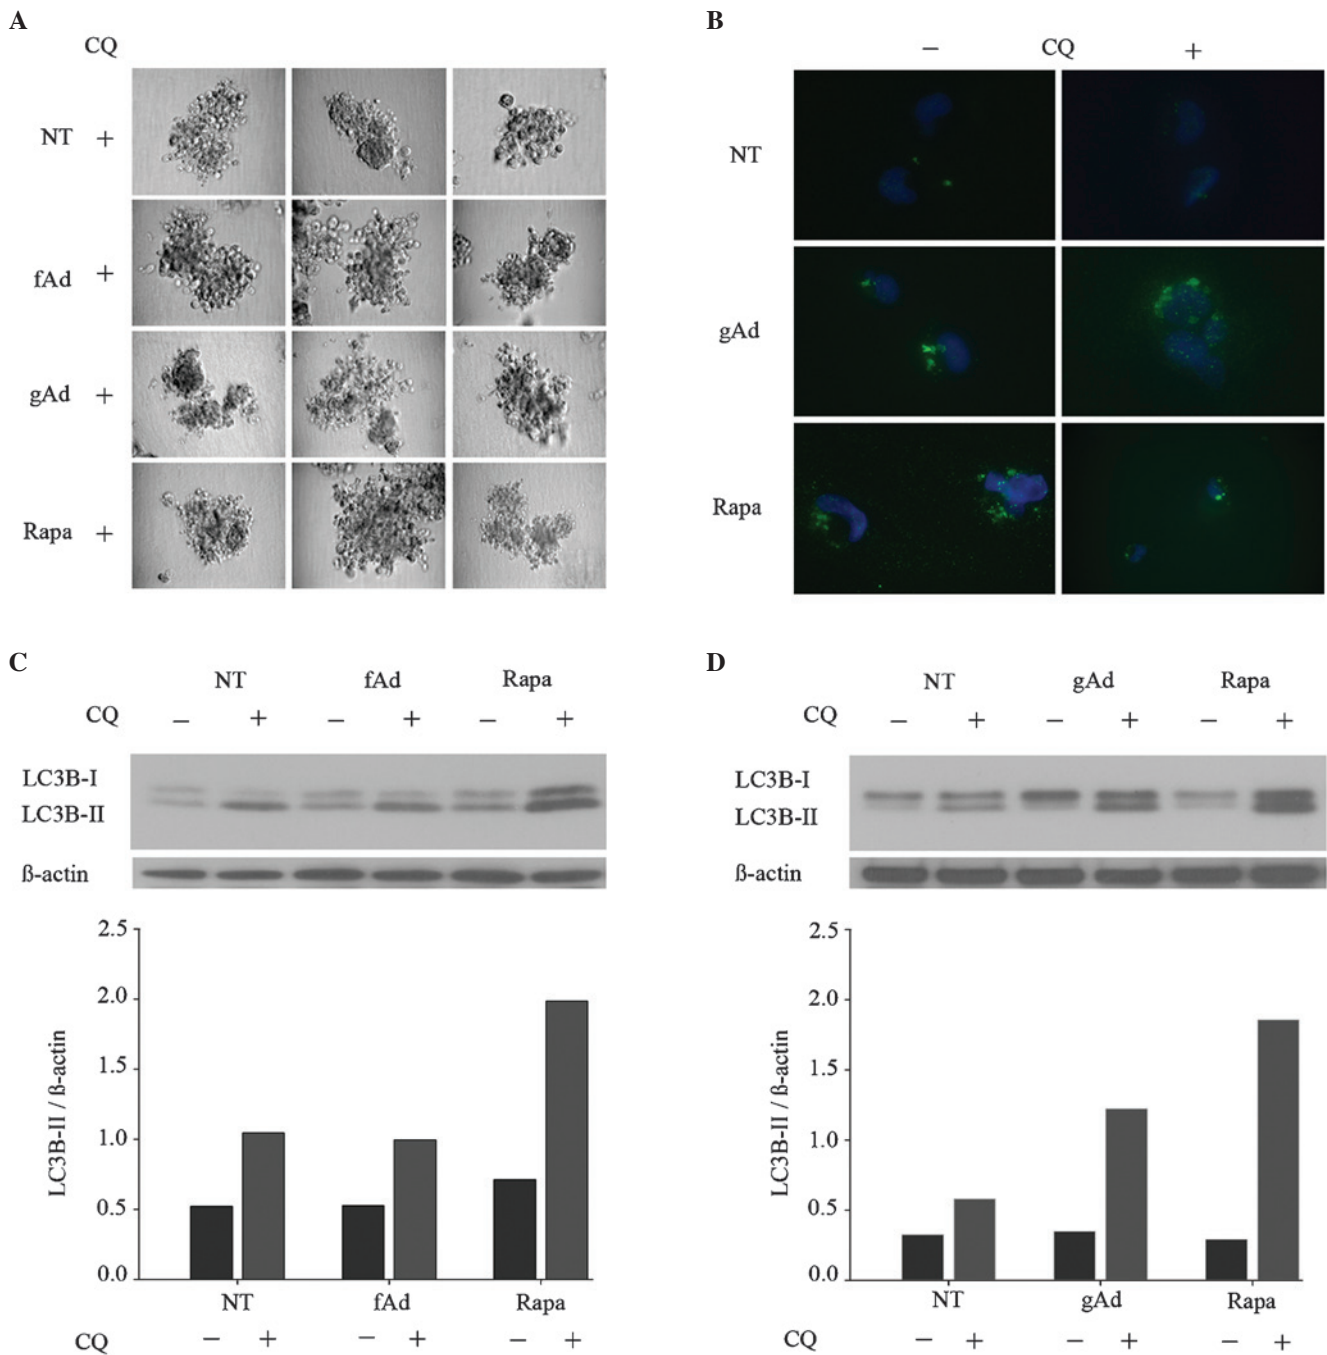 A
CQ
NT +
fAd +
gAd +
Rapa +
B
– CQ +
NT
gAd
Rapa
C
NT fAd Rapa
CQ – + – + – +
LC3B-I
LC3B-II
ß-actin
2.5
2.0
1.5
1.0
0.5
0.0
LC3B-II / ß-actin
NT fAd Rapa
CQ – + – + – +
D
NT gAd Rapa
CQ – + – + – +
LC3B-I
LC3B-II
ß-actin
2.5
2.0
1.5
1.0
0.5
0.0
LC3B-II / ß-actin
NT gAd Rapa
CQ – + – + – +